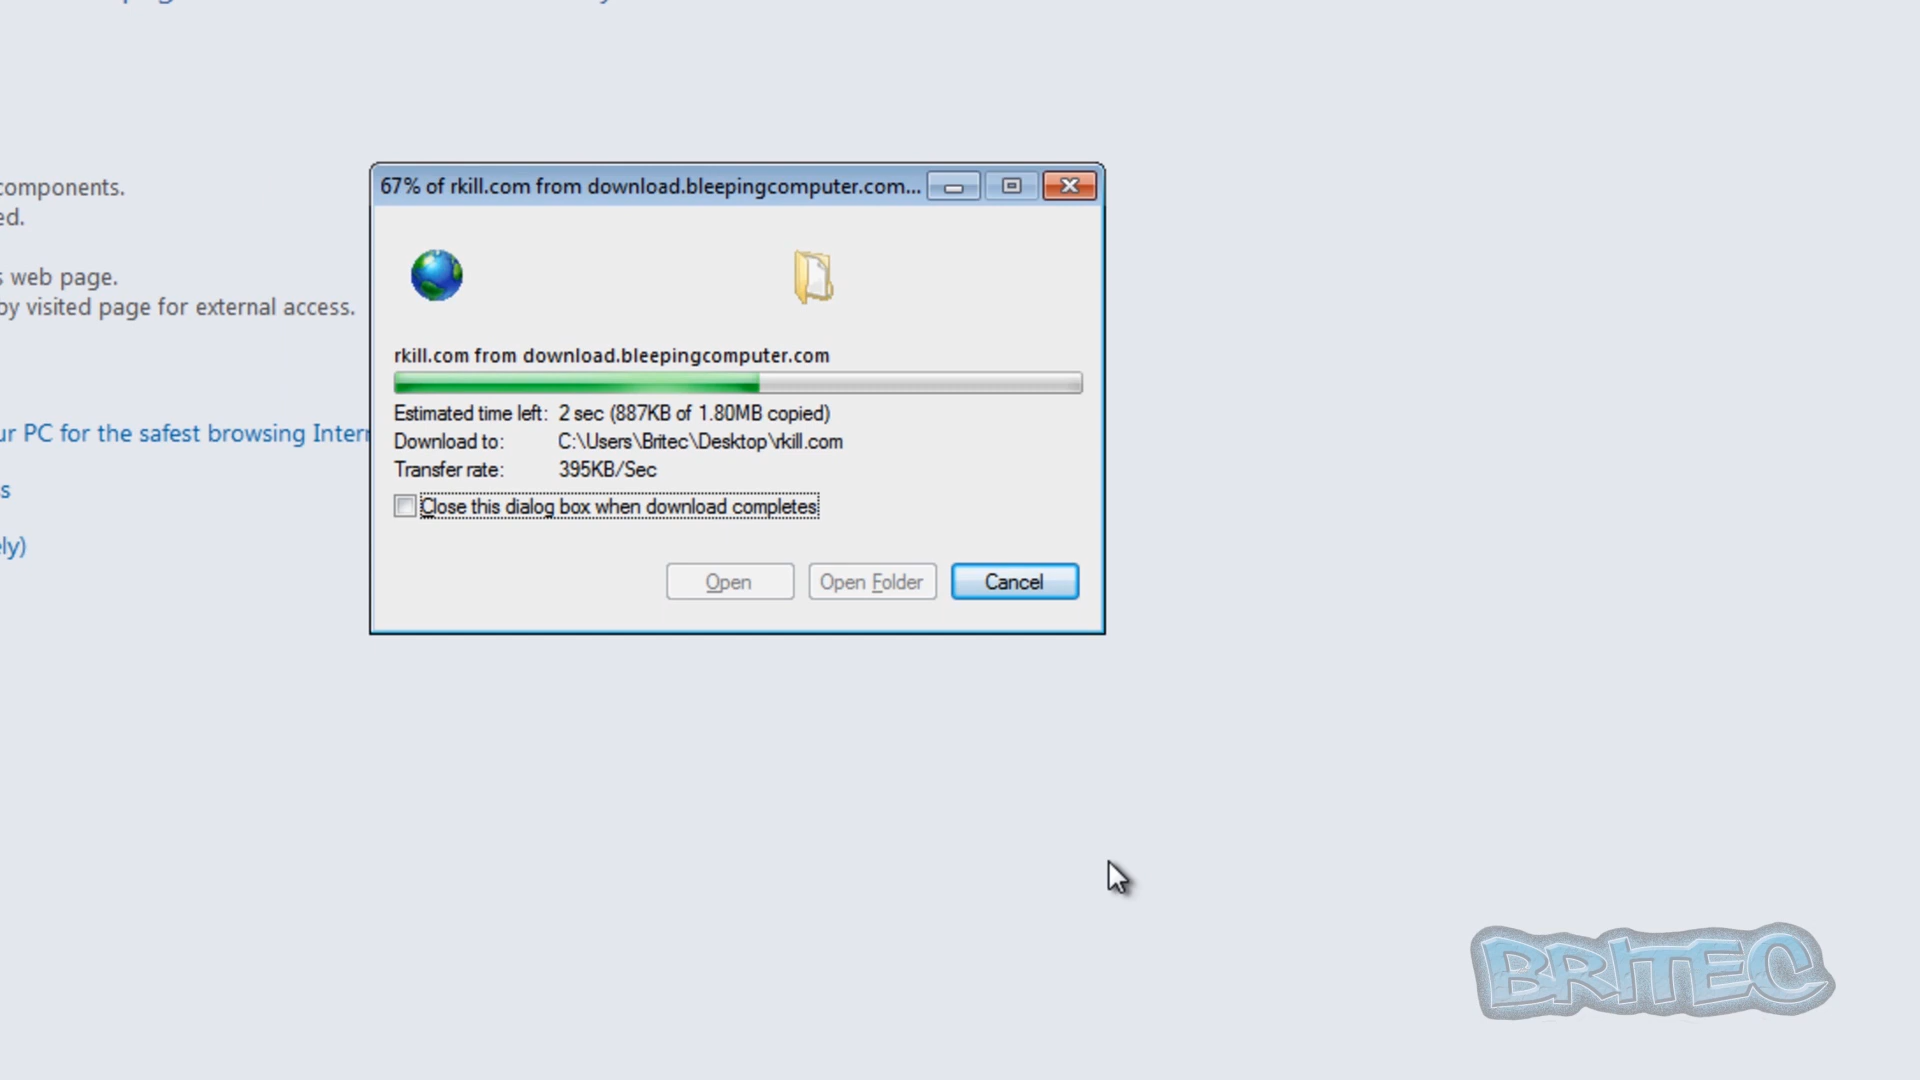 components.
ed.
s web page.
by visited page for external access.
ur PC for the safest browsing Intern
s
ely)
67% of rkill.com from download.bleepingcomputer.com...
rkill.com from download.bleepingcomputer.com
Estimated time left: 2 sec (887KB of 1.80MB copied)
Download to: C:\Users\Britec\Desktop\rkill.com
Transfer rate: 395KB/Sec
Close this dialog box when download completes
Open Open Folder Cancel
BRITEC